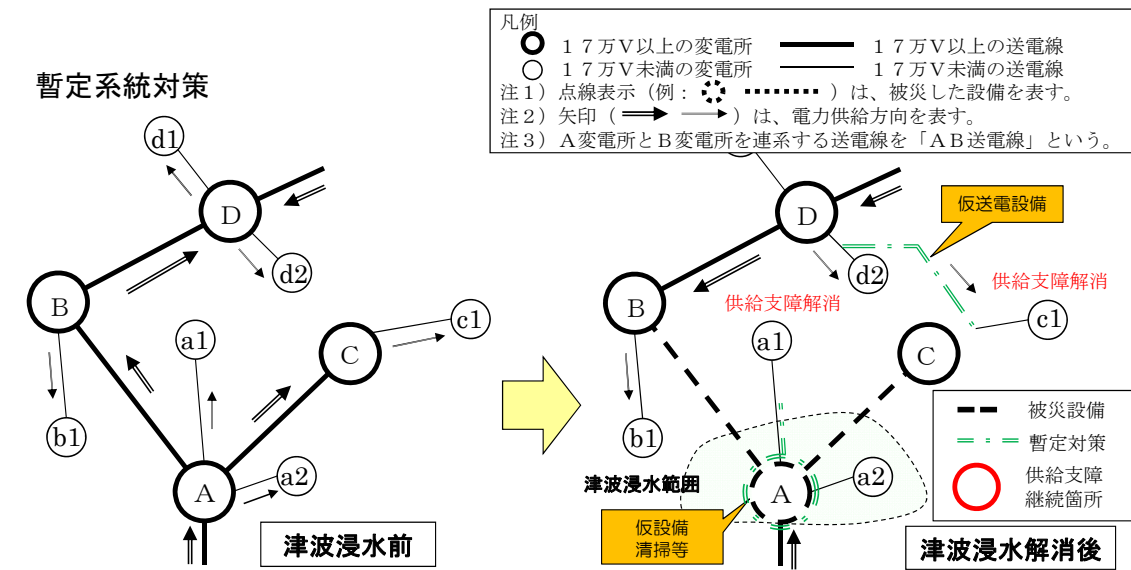 凡例
１７万V以上の変電所 １７万V以上の送電線
１７万V未満の変電所 １７万V未満の送電線
注１）点線表示（例： ）は、被災した設備を表す。
注２）矢印（ ）は、電力供給方向を表す。
注３）Ａ変電所とＢ変電所を連系する送電線を「ＡＢ送電線」という。
暫定系統対策
d1
D
d2
B
a1
C
c1
b1
A
a2
津波浸水前
D
仮送電設備
d2
供給支障解消
B
供給支障解消
c1
a1
C
b1
津波浸水範囲
A
a2
仮設備
清掃等
被災設備
暫定対策
供給支障
継続箇所
津波浸水解消後